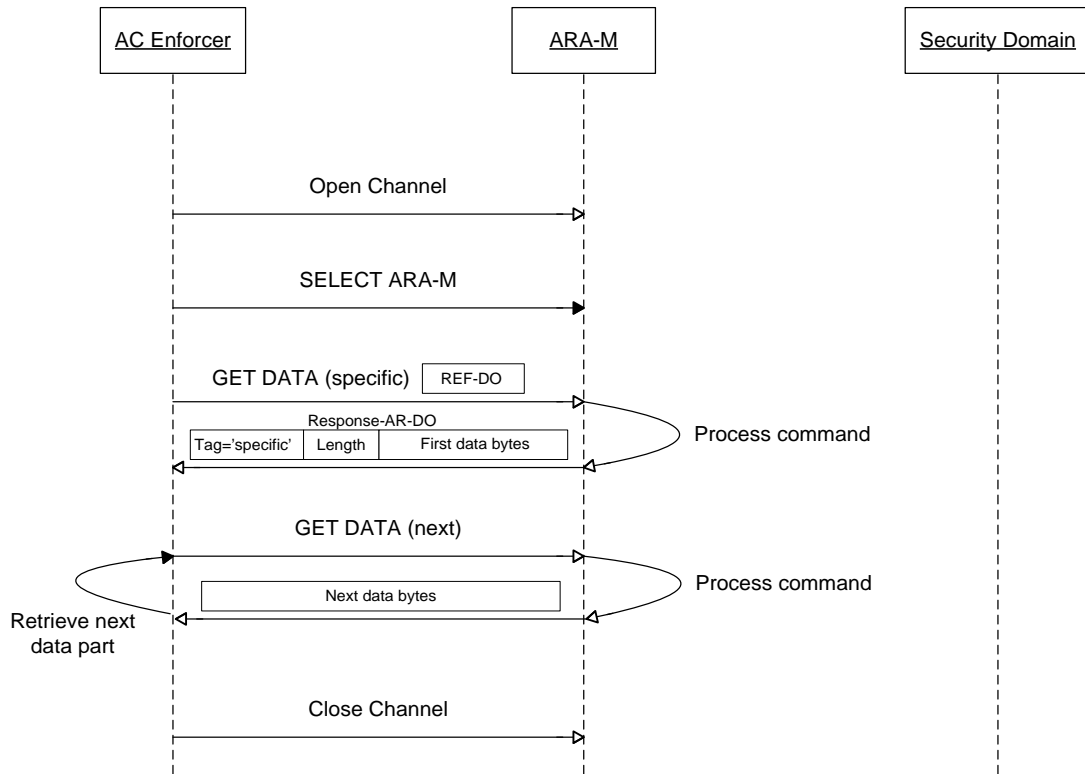 AC Enforcer
ARA-M
Security Domain
Open Channel
SELECT ARA-M
GET DATA (specific)
REF-DO
Response-AR-DO
Tag='specific'
Length
First data bytes
Process command
GET DATA (next)
Next data bytes
Process command
Retrieve next
data part
Close Channel